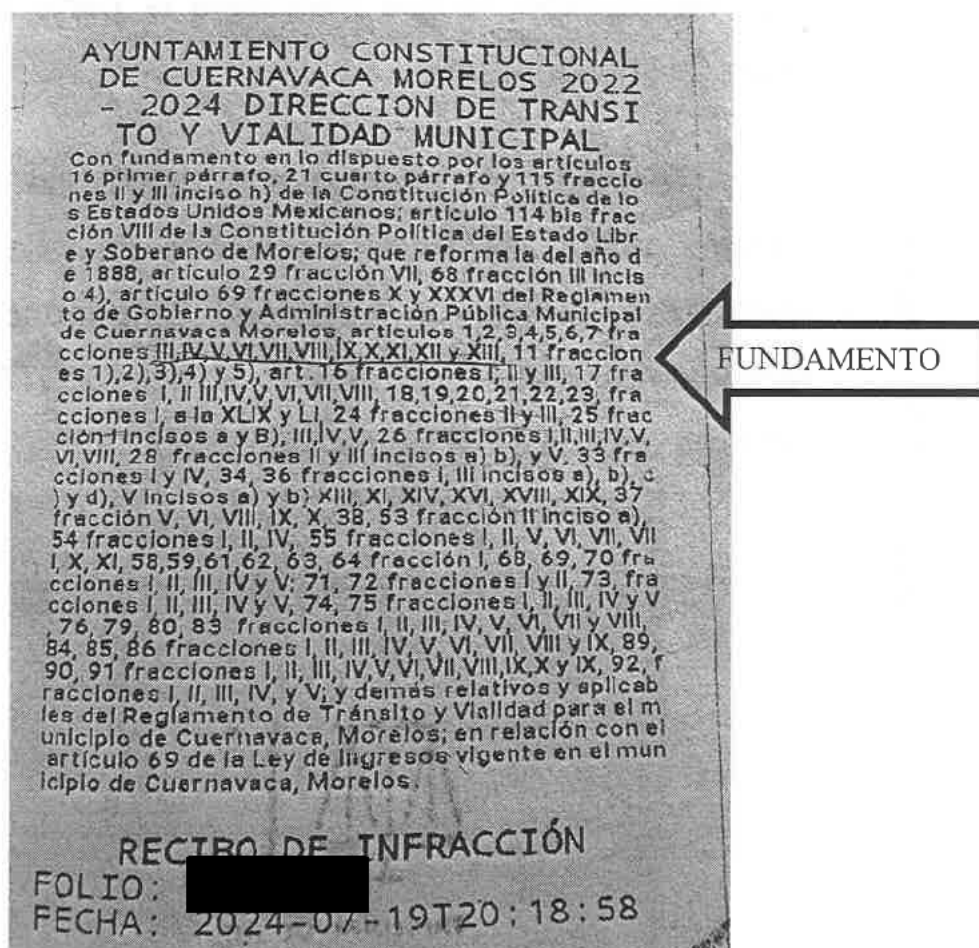 AYUNTAMIENTO CONSTITUCIONAL
DE CUERNAVACA MORELOS 2022
- 2024 DIRECCION DE TRANSI
TO Y VIALIDAD MUNICIPAL
Con fundamento en lo dispuesto por los artículos
16 primer párrafo, 21 cuarto párrafo y 115 fraccio
nes II y III inciso h) de la Constitución Política de lo
s Estados Unidos Mexicanos; artículo 114 bis frac
ción VIII de la Constitución Política del Estado Libr
e y Soberano de Morelos; que reforma la del año d
e 1888, artículo 29 fracción VII, 68 fracción III incis
o 4), artículo 69 fracciones X y XXXVI del Reglamen
to de Gobierno y Administración Pública Municipal
de Cuernavaca Morelos, artículos 1,2,3,4,5,6,7 fra
cciones III,IV,V,VI,VII,VIII,IX,X,XI,XII y XIII, 11 fraccion
es 1),2),3),4) y 5), art. 16 fracciones I, II y III, 17 fra
cciones I, II III,IV,V,VI,VII,VIII, 18,19,20,21,22,23, fra
cciones I, a la XLIX y LI, 24 fracciones II y III, 25 frac
ción I incisos a y B), III,IV,V, 26 fracciones I,II,III,IV,V,
VI,VIII, 28 fracciones II y III incisos a) b), y V. 33 fra
cciones I y IV, 34, 36 fracciones I, III incisos a), b), c
) y d), V incisos a) y b) XIII, XI, XIV, XVI, XVIII, XIX, 37
fracción V, VI, VIII, IX, X, 38, 53 fracción II inciso a),
54 fracciones I, II, IV, 55 fracciones I, II, V, VI, VII, VII
I, X, XI, 58,59,61,62, 63, 64 fracción I, 68, 69, 70 fra
cciones I, II, III, IV y V; 71, 72 fracciones I y II, 73, fra
cciones I, II, III, IV y V, 74, 75 fracciones I, II, III, IV y V
, 76, 79, 80, 83 fracciones I, II, III, IV, V, VI, VII y VIII,
84, 85, 86 fracciones I, II, III, IV, V, VI, VII, VIII y IX, 89,
90, 91 fracciones I, II, III, IV,V,VI,VII,VIII,IX,X y IX, 92, f
racciones I, II, III, IV, y V; y demás relativos y aplicab
les del Reglamento de Tránsito y Vialidad para el m
unicipio de Cuernavaca, Morelos; en relación con el
artículo 69 de la Ley de Ingresos vigente en el mun
icipio de Cuernavaca, Morelos.
FUNDAMENTO
RECIBO DE INFRACCIÓN
FOLIO:
FECHA: 2024-07-19T20:18:58